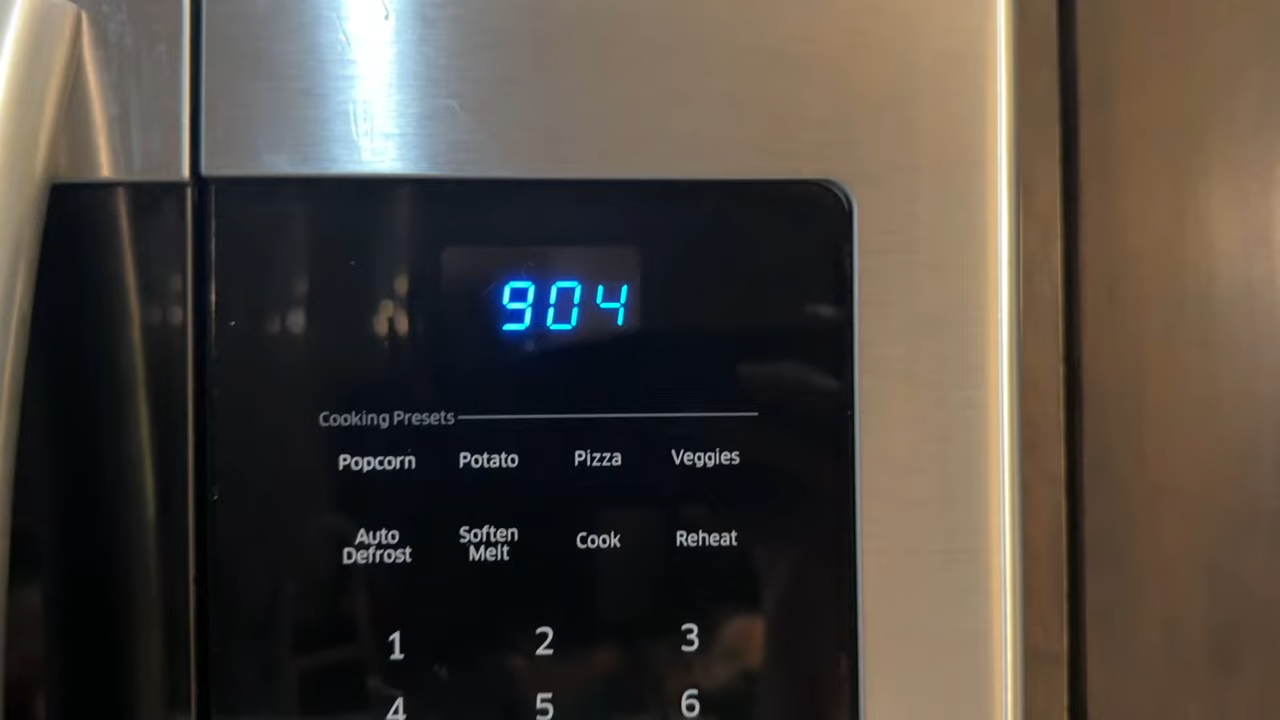 904
Cooking Presets
Popcorn Potato Pizza Veggies
Auto Defrost Soften Melt Cook Reheat
1 2 3
4 5 6